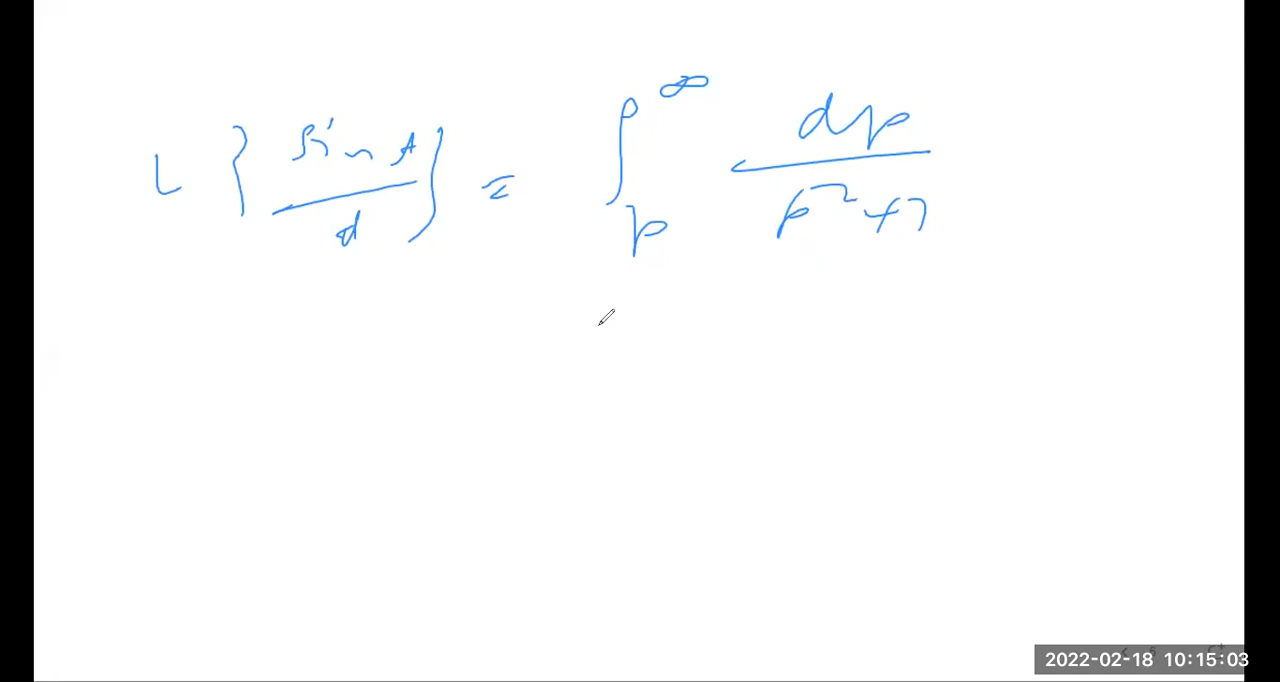 L { sin t / t } = ∫_p^∞ dp / p² + 1
2022-02-18 10:15:03